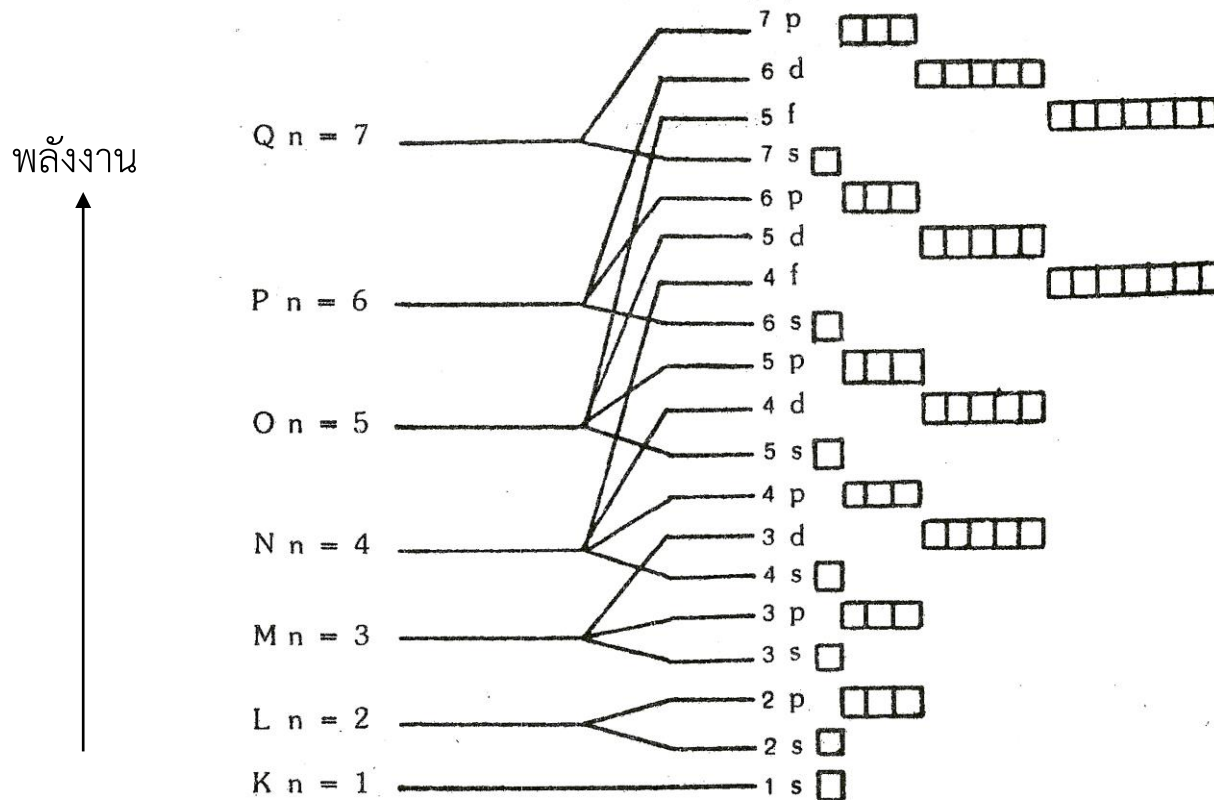 7 p
6 d
5 f
Q n = 7
พลังงาน
7 s
6 p
5 d
4 f
P n = 6
6 s
5 p
4 d
O n = 5
5 s
4 p
3 d
N n = 4
4 s
3 p
M n = 3
3 s
2 p
L n = 2
2 s
K n = 1
1 s